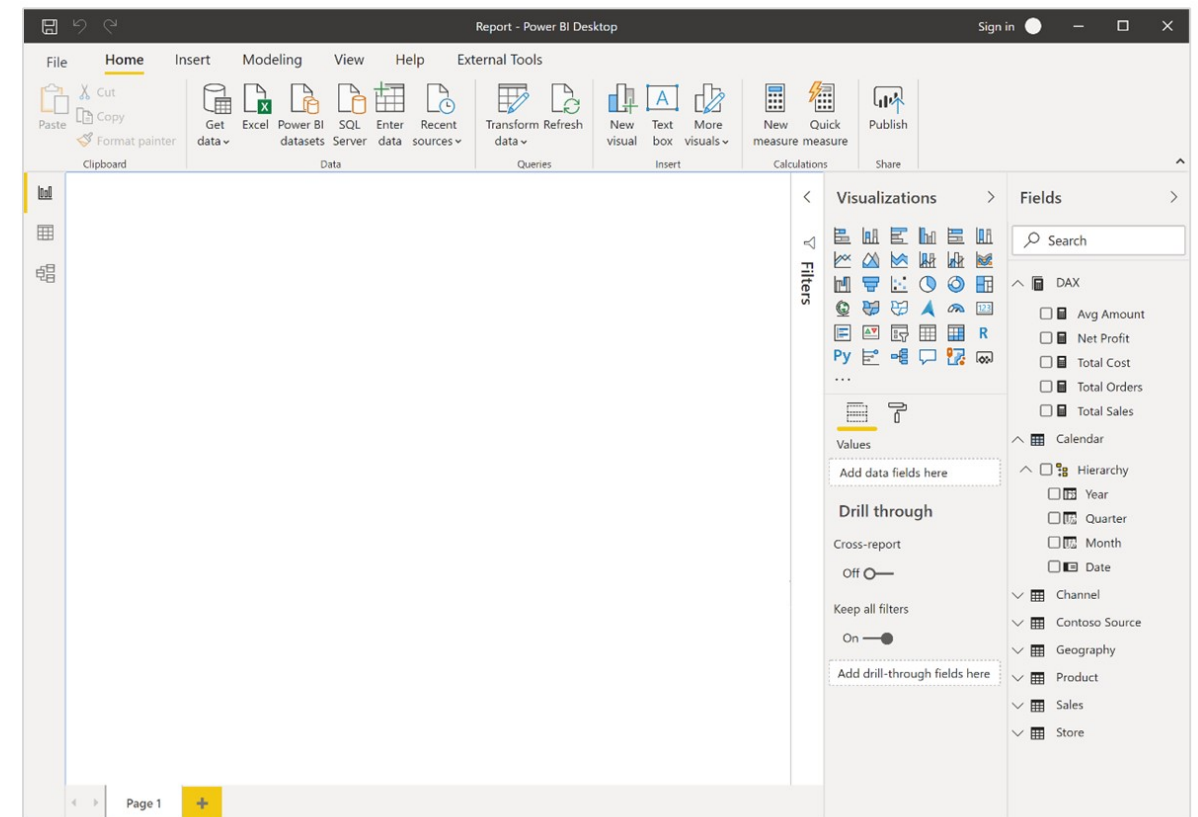 Report - Power BI Desktop
Sign in
File Home Insert Modeling View Help External Tools
Paste
Cut
Copy
Format painter
Get data
Excel
Power BI datasets
SQL Server
Enter data
Recent sources
Transform data
Refresh
New visual
Text box
More visuals
New measure
Quick measure
Publish
Clipboard
Data
Queries
Insert
Calculations
Share
Filters
Visualizations
123
R
Py
...
Values
Add data fields here
Drill through
Cross-report
Off
Keep all filters
On
Add drill-through fields here
Fields
Search
DAX
Avg Amount
Net Profit
Total Cost
Total Orders
Total Sales
Calendar
Hierarchy
Year
Quarter
Month
Date
Channel
Contoso Source
Geography
Product
Sales
Store
Page 1